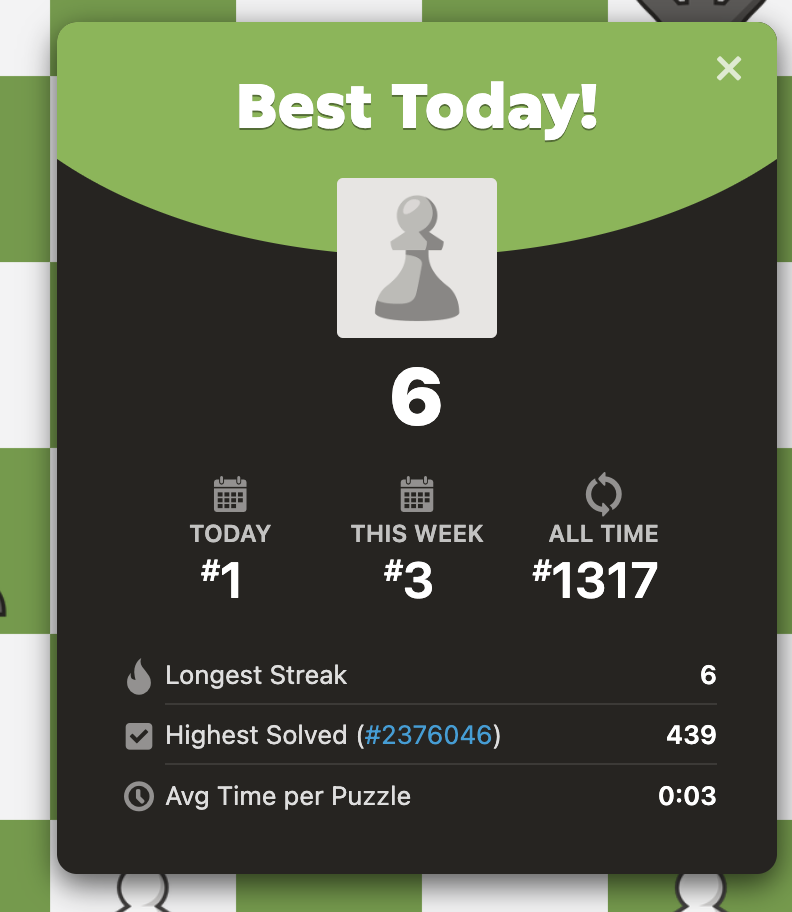 Best Today!
6
TODAY THIS WEEK ALL TIME
#1 #3 #1317
Longest Streak 6
Highest Solved (#2376046) 439
Avg Time per Puzzle 0:03